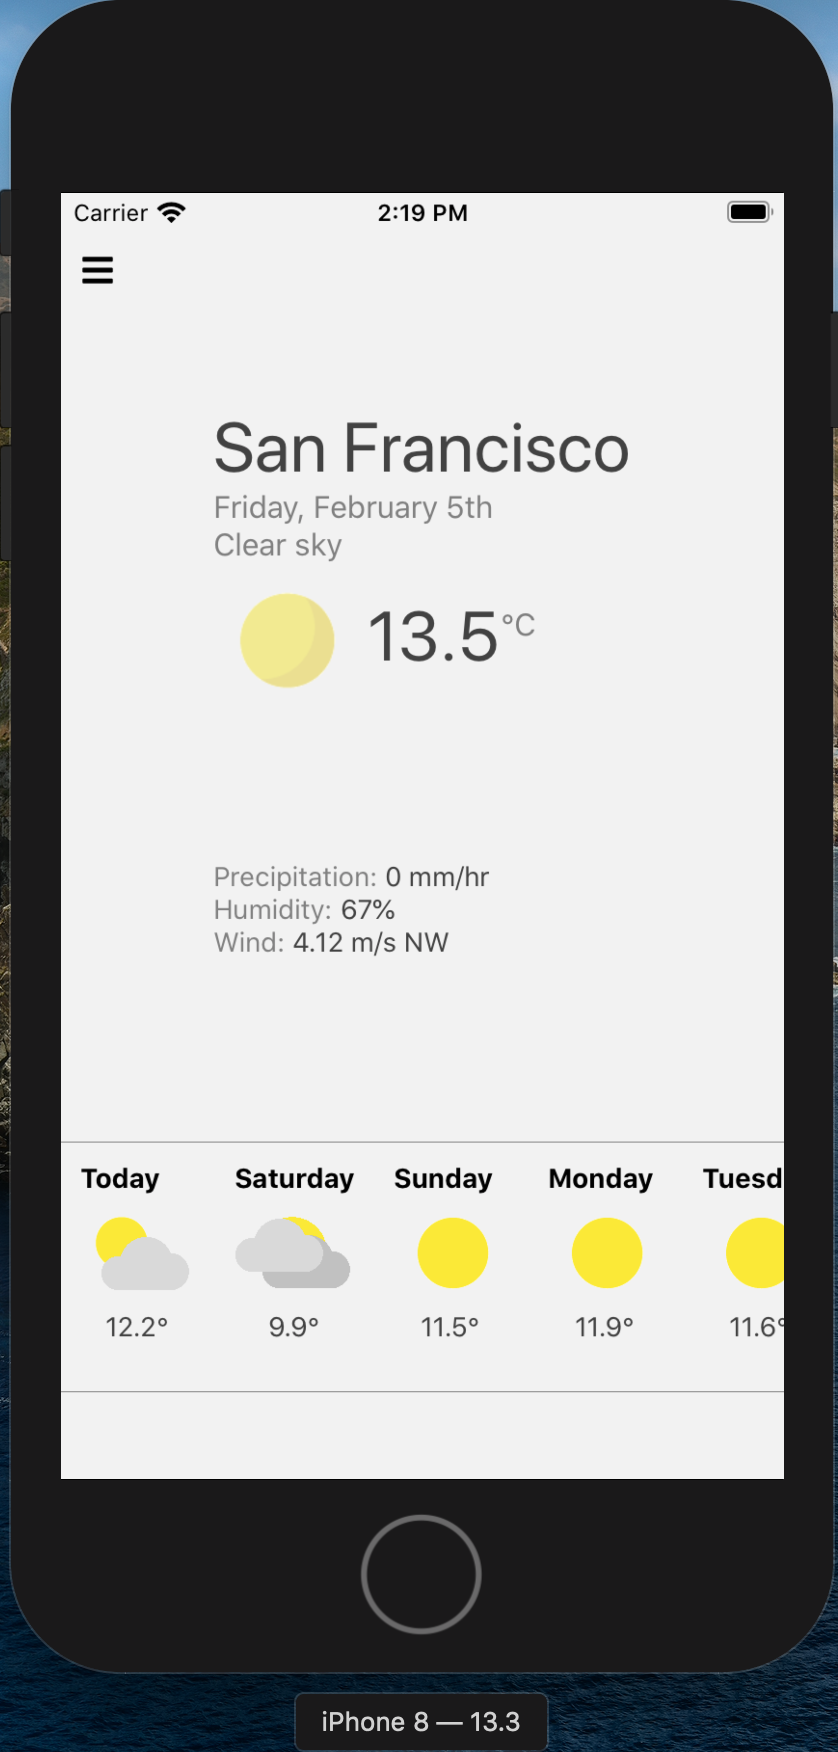 Carrier 2:19 PM
San Francisco
Friday, February 5th
Clear sky
13.5°C
Precipitation: 0 mm/hr
Humidity: 67%
Wind: 4.12 m/s NW
Today Saturday Sunday Monday Tuesd
12.2° 9.9° 11.5° 11.9° 11.6°
iPhone 8 — 13.3